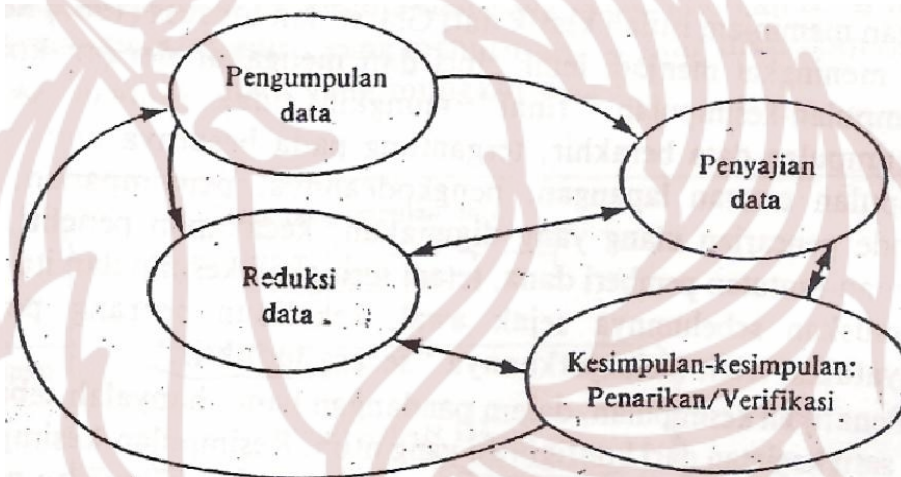 Pengumpulan
data
Penyajian
data
Reduksi
data
Kesimpulan-kesimpulan:
Penarikan/Verifikasi